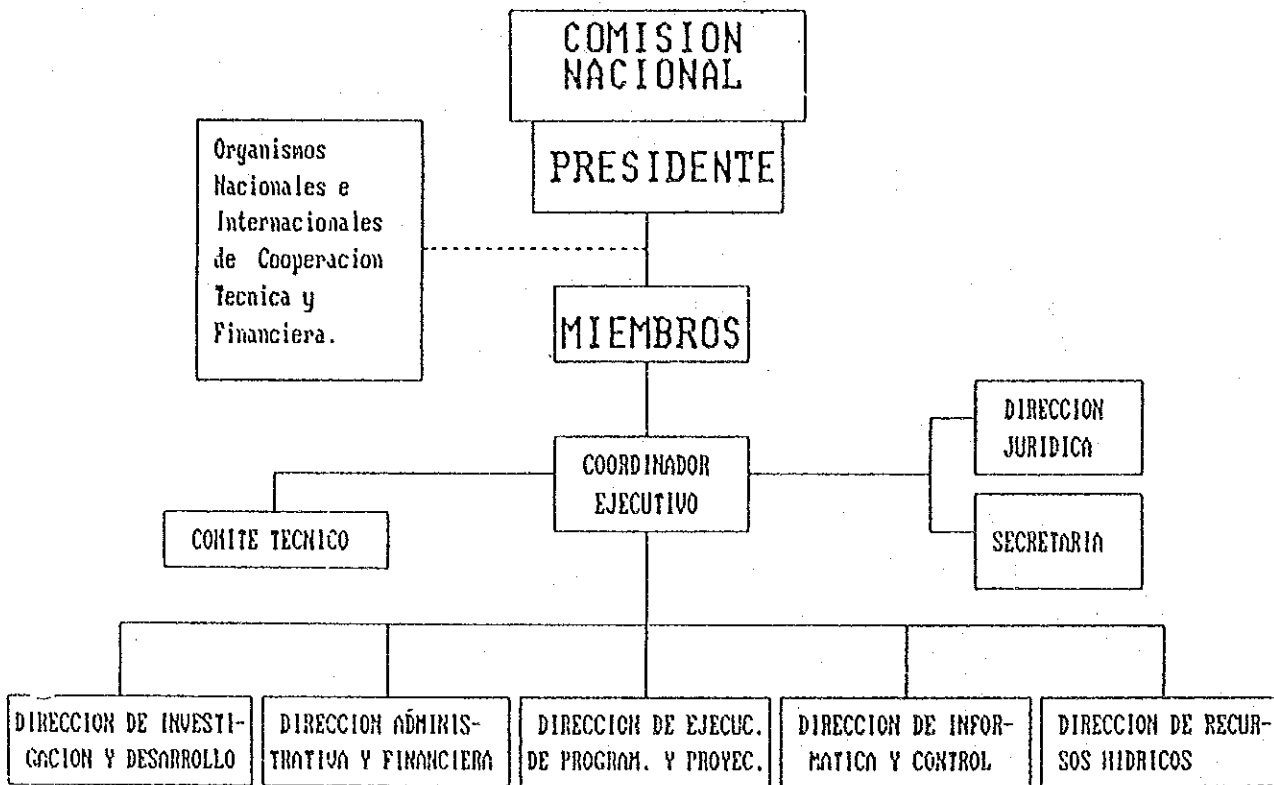 COMISION
NACIONAL
PRESIDENTE
Organismos
Nacionales e
Internacionales
de Cooperacion
Tecnica y
Financiera.
MIEMBROS
DIRECCION
JURIDICA
COORDINADOR
EJECUTIVO
COMITE TECNICO
SECRETARIA
DIRECCION DE INVESTI-
GACION Y DESARROLLO
DIRECCION ADMINIS-
TRATIVA Y FINANCIERA
DIRECCION DE EJECUC.
DE PROGRAM. Y PROYEC.
DIRECCION DE INFOR-
MATICA Y CONTROL
DIRECCION DE RECUR-
SOS HIDRICOS